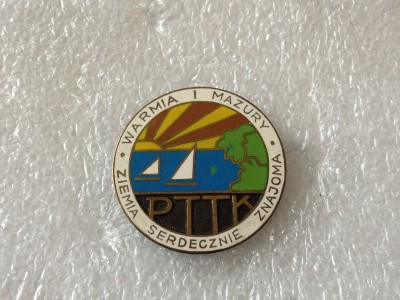 WARMIA I MAZURY
ZIEMIA SERDECZNIE ZNAJOMA
PTTK